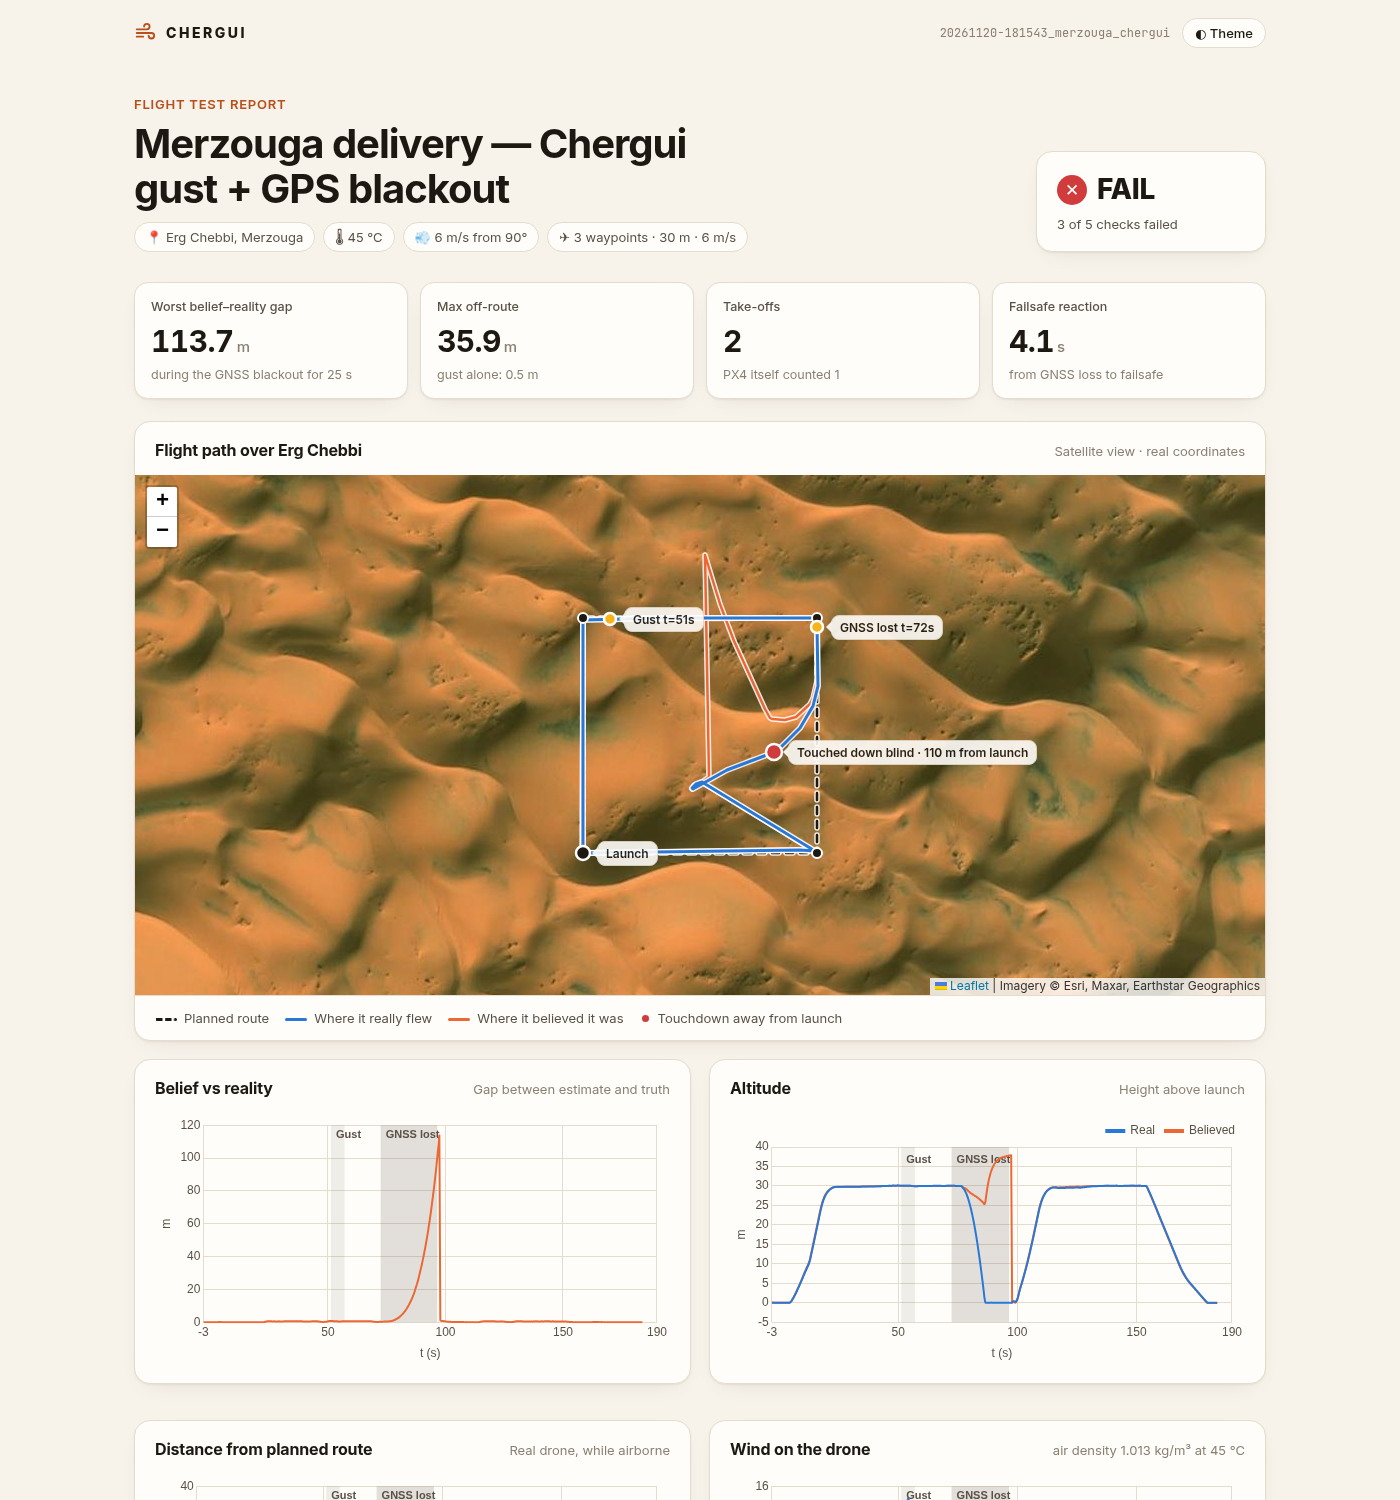 CHERGUI
20261120-181543_merzouga_chergui
◐ Theme
FLIGHT TEST REPORT
Merzouga delivery — Chergui
gust + GPS blackout
FAIL
3 of 5 checks failed
Erg Chebbi, Merzouga
45 °C
6 m/s from 90°
3 waypoints · 30 m · 6 m/s
Worst belief–reality gap
113.7 m
during the GNSS blackout for 25 s
Max off-route
35.9 m
gust alone: 0.5 m
Take-offs
2
PX4 itself counted 1
Failsafe reaction
4.1 s
from GNSS loss to failsafe
Flight path over Erg Chebbi
Satellite view · real coordinates
+
−
Gust t=51s
GNSS lost t=72s
Touched down blind · 110 m from launch
Launch
Leaflet | Imagery © Esri, Maxar, Earthstar Geographics
Planned route
Where it really flew
Where it believed it was
Touchdown away from launch
Belief vs reality
Gap between estimate and truth
120
100
80
60
40
20
0
m
Gust
GNSS lost
-3
50
100
150
190
t (s)
Altitude
Height above launch
Real
Believed
40
35
30
25
20
15
10
5
0
-5
m
Gust
GNSS lost
-3
50
100
150
190
t (s)
Distance from planned route
Real drone, while airborne
40
Gust
GNSS lost
Wind on the drone
air density 1.013 kg/m³ at 45 °C
16
Gust
GNSS lost